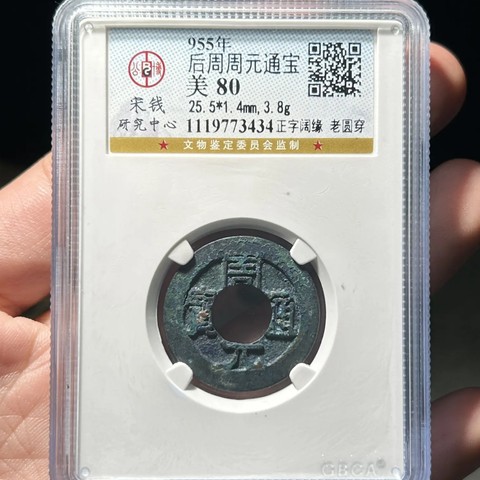 955年
后周周元通宝
美 80
宋钱 25.5*1.4mm, 3.8g
研究中心 1119773434 正字阔缘 老圆穿
★ 文物鉴定委员会监制 ★
周
寳 通
元
GBCA